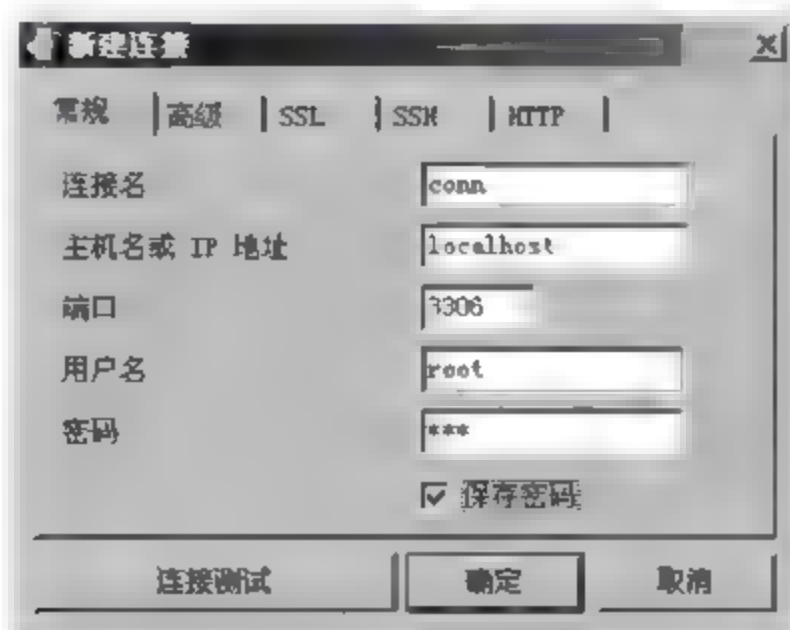 新建连接
常规 高级 SSL SSH HTTP
连接名 conn
主机名或 IP 地址 localhost
端口 3306
用户名 root
密码 ***
保存密码
连接测试 确定 取消